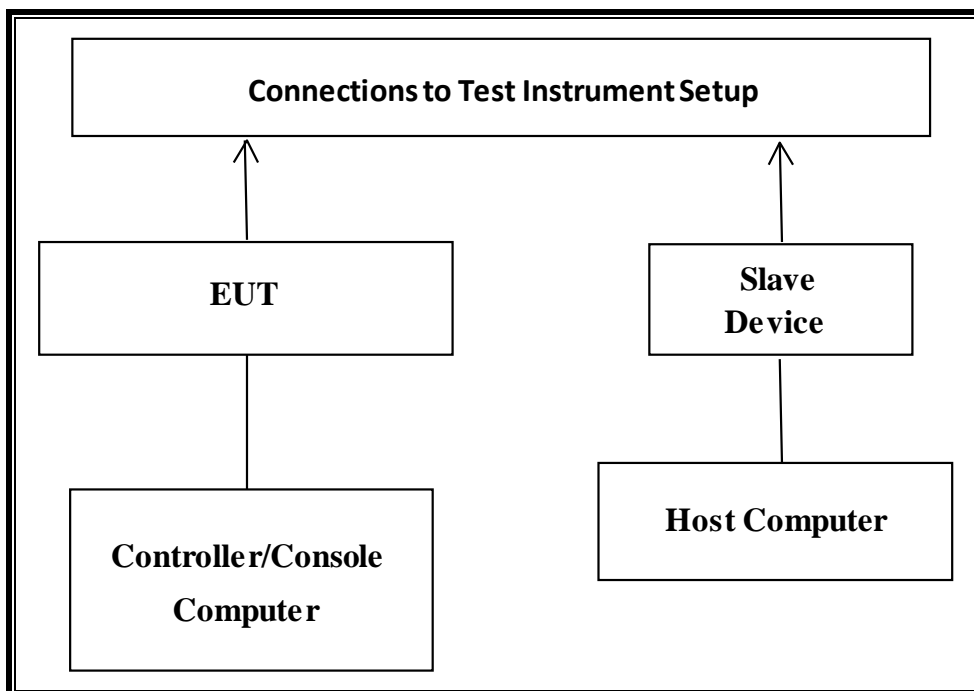 Connections to Test Instrument Setup
EUT
Slave
Device
Host Computer
Controller/Console
Computer